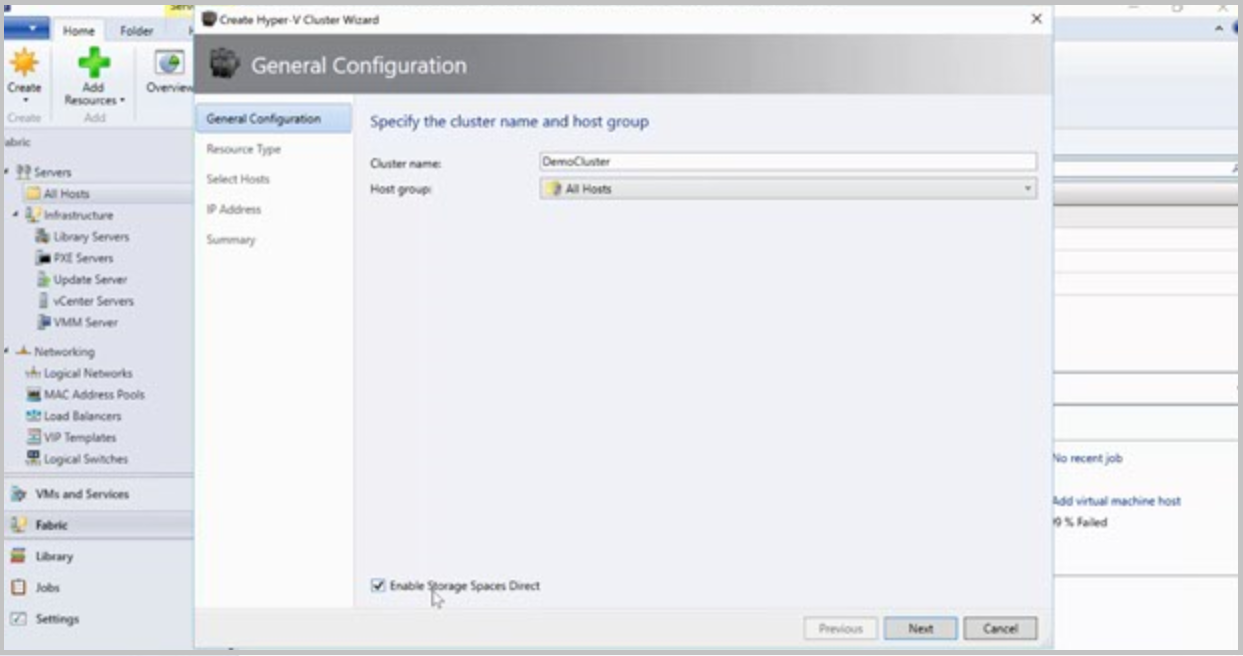 Create Hyper-V Cluster Wizard
Home Folder
Create
Add Resources
Overview
Create
Add
General Configuration
General Configuration
Resource Type
Select Hosts
IP Address
Summary
Specify the cluster name and host group
Cluster name: DemoCluster
Host group: All Hosts
Enable Storage Spaces Direct
Previous Next Cancel
Servers
All Hosts
Infrastructure
Library Servers
PXE Servers
Update Server
vCenter Servers
VMM Server
Networking
Logical Networks
MAC Address Pools
Load Balancers
VIP Templates
Logical Switches
VMs and Services
Fabric
Library
Jobs
Settings
No recent job
Add virtual machine host
% Failed